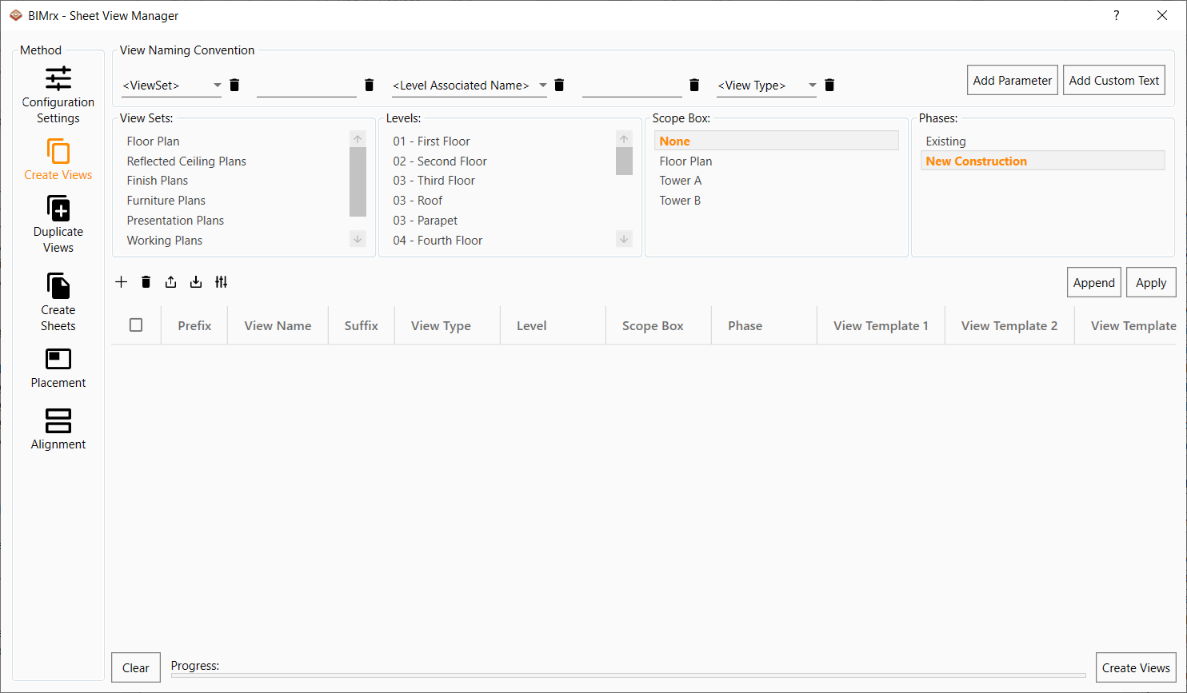 BIMrx - Sheet View Manager
?
Method
Configuration
Settings
Create Views
Duplicate
Views
Create
Sheets
Placement
Alignment
View Naming Convention
<ViewSet>
<Level Associated Name>
<View Type>
Add Parameter
Add Custom Text
View Sets:
Floor Plan
Reflected Ceiling Plans
Finish Plans
Furniture Plans
Presentation Plans
Working Plans
Levels:
01 - First Floor
02 - Second Floor
03 - Third Floor
03 - Roof
03 - Parapet
04 - Fourth Floor
Scope Box:
None
Floor Plan
Tower A
Tower B
Phases:
Existing
New Construction
Append
Apply
Prefix
View Name
Suffix
View Type
Level
Scope Box
Phase
View Template 1
View Template 2
View Template
Clear
Progress:
Create Views